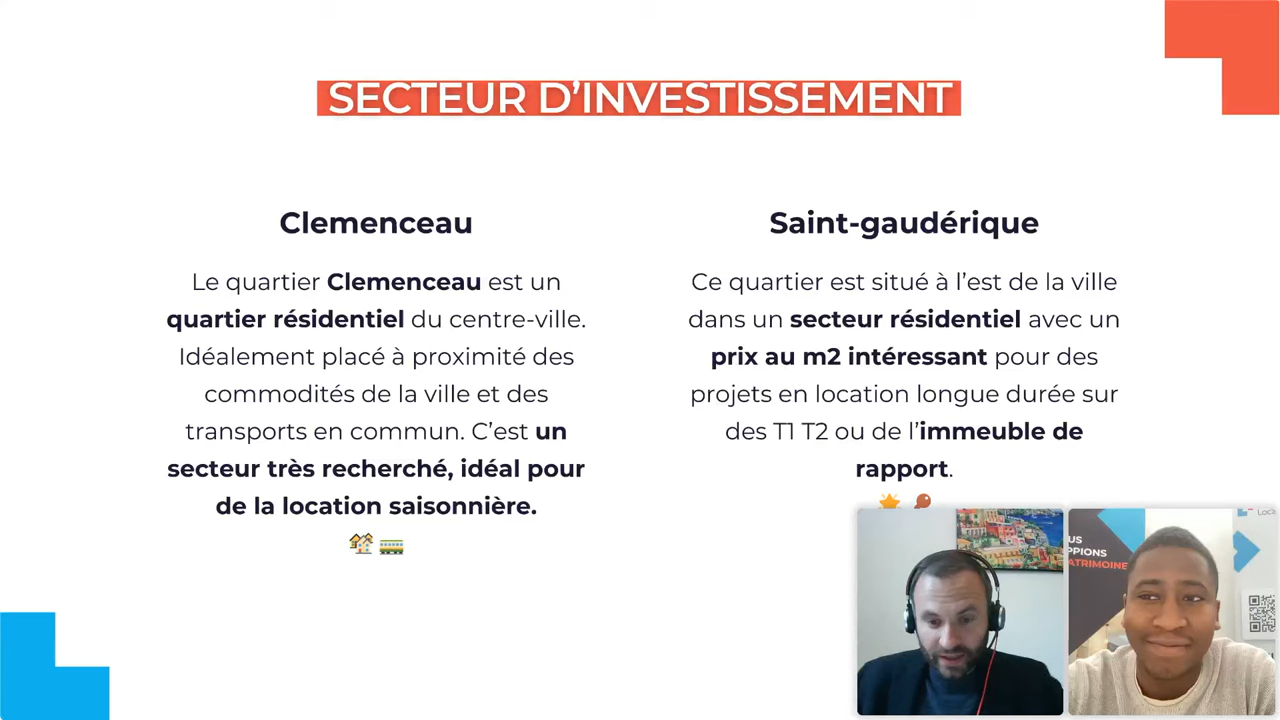 SECTEUR D’INVESTISSEMENT
Clemenceau
Le quartier Clemenceau est un
quartier résidentiel du centre-ville.
Idéalement placé à proximité des
commodités de la ville et des
transports en commun. C’est un
secteur très recherché, idéal pour
de la location saisonnière.
Saint-gaudérique
Ce quartier est situé à l’est de la ville
dans un secteur résidentiel avec un
prix au m2 intéressant pour des
projets en location longue durée sur
des T1 T2 ou de l’immeuble de
rapport.